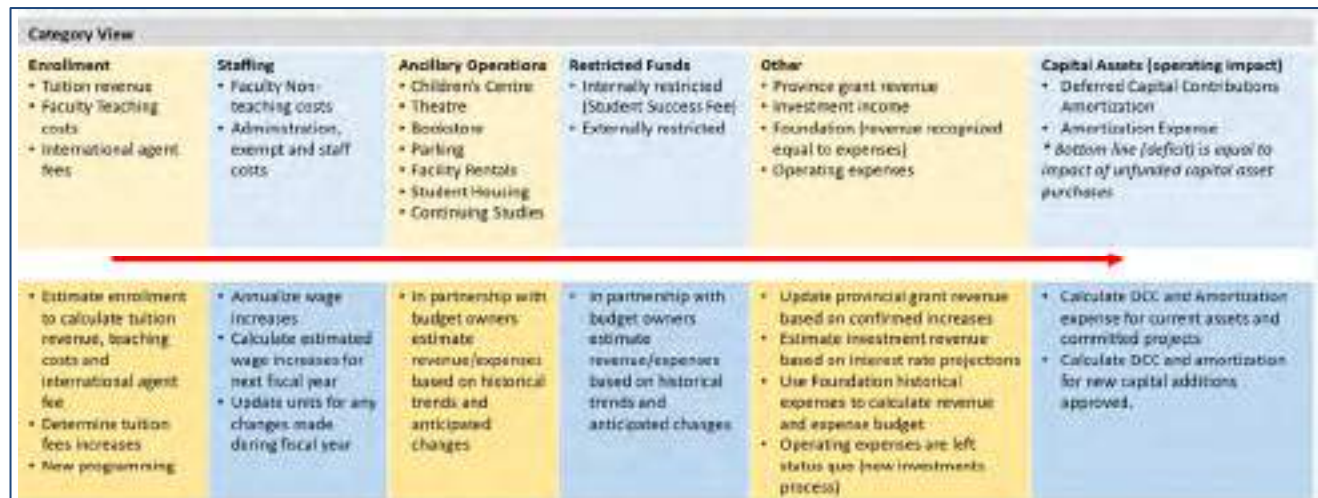 Category View
Enrollment
• Tuition revenue
• Faculty Teaching
costs
• International agent
fees
Staffing
• Faculty Non-
teaching costs
• Administration,
exempt and staff
costs
Ancillary Operations
• Children's Centre
• Theatre
• Bookstore
• Parking
• Facility Rentals
• Student Housing
• Continuing Studies
Restricted Funds
• Internally restricted
(Student Success Fee)
• Externally restricted
Other
• Province grant revenue
• Investment income
• Foundation (revenue recognized
equal to expenses)
• Operating expenses
Capital Assets (operating impact)
• Deferred Capital Contributions
Amortization
• Amortization Expense
* Bottom line (deficit) is equal to
impact of unfunded capital asset
purchases
• Estimate enrollment
to calculate tuition
revenue, teaching
costs and
international agent
fee
• Determine tuition
fees increases
• New programming
• Annualize wage
increases
• Calculate estimated
wage increases for
next fiscal year
• Update units for any
changes made
during fiscal year
• In partnership with
budget owners
estimate
revenue/expenses
based on historical
trends and
anticipated
changes
• In partnership with
budget owners
estimate
revenue/expenses
based on historical
trends and
anticipated changes
• Update provincial grant revenue
based on confirmed increases
• Estimate investment revenue
based on interest rate projections
• Use Foundation historical
expenses to calculate revenue
and expense budget
• Operating expenses are left
status quo (new investments
process)
• Calculate DCC and Amortization
expense for current assets and
committed projects
• Calculate DCC and amortization
for new capital additions
approved.